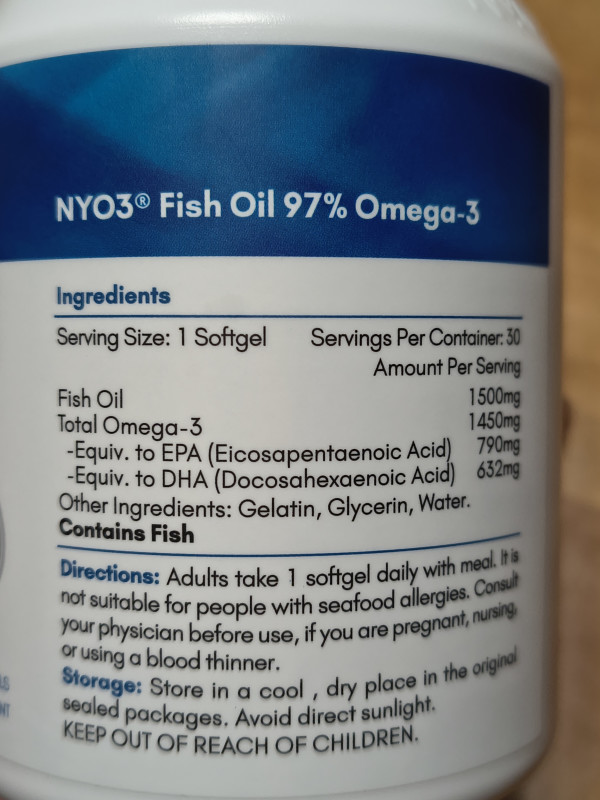 NYO3® Fish Oil 97% Omega-3
Ingredients
Serving Size: 1 Softgel Servings Per Container: 30
Amount Per Serving
Fish Oil 1500mg
Total Omega-3 1450mg
-Equiv. to EPA (Eicosapentaenoic Acid) 790mg
-Equiv. to DHA (Docosahexaenoic Acid) 632mg
Other Ingredients: Gelatin, Glycerin, Water.
Contains Fish
Directions: Adults take 1 softgel daily with meal. It is
not suitable for people with seafood allergies. Consult
your physician before use, if you are pregnant, nursing,
or using a blood thinner.
Storage: Store in a cool , dry place in the original
sealed packages. Avoid direct sunlight.
KEEP OUT OF REACH OF CHILDREN.